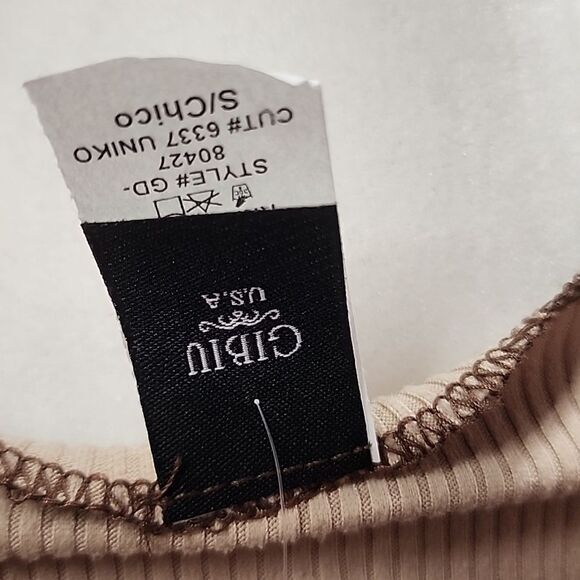 GIBIU
U.S.A
STYLE# GD-
80427
CUT# 6337 UNIKO
S/Chico